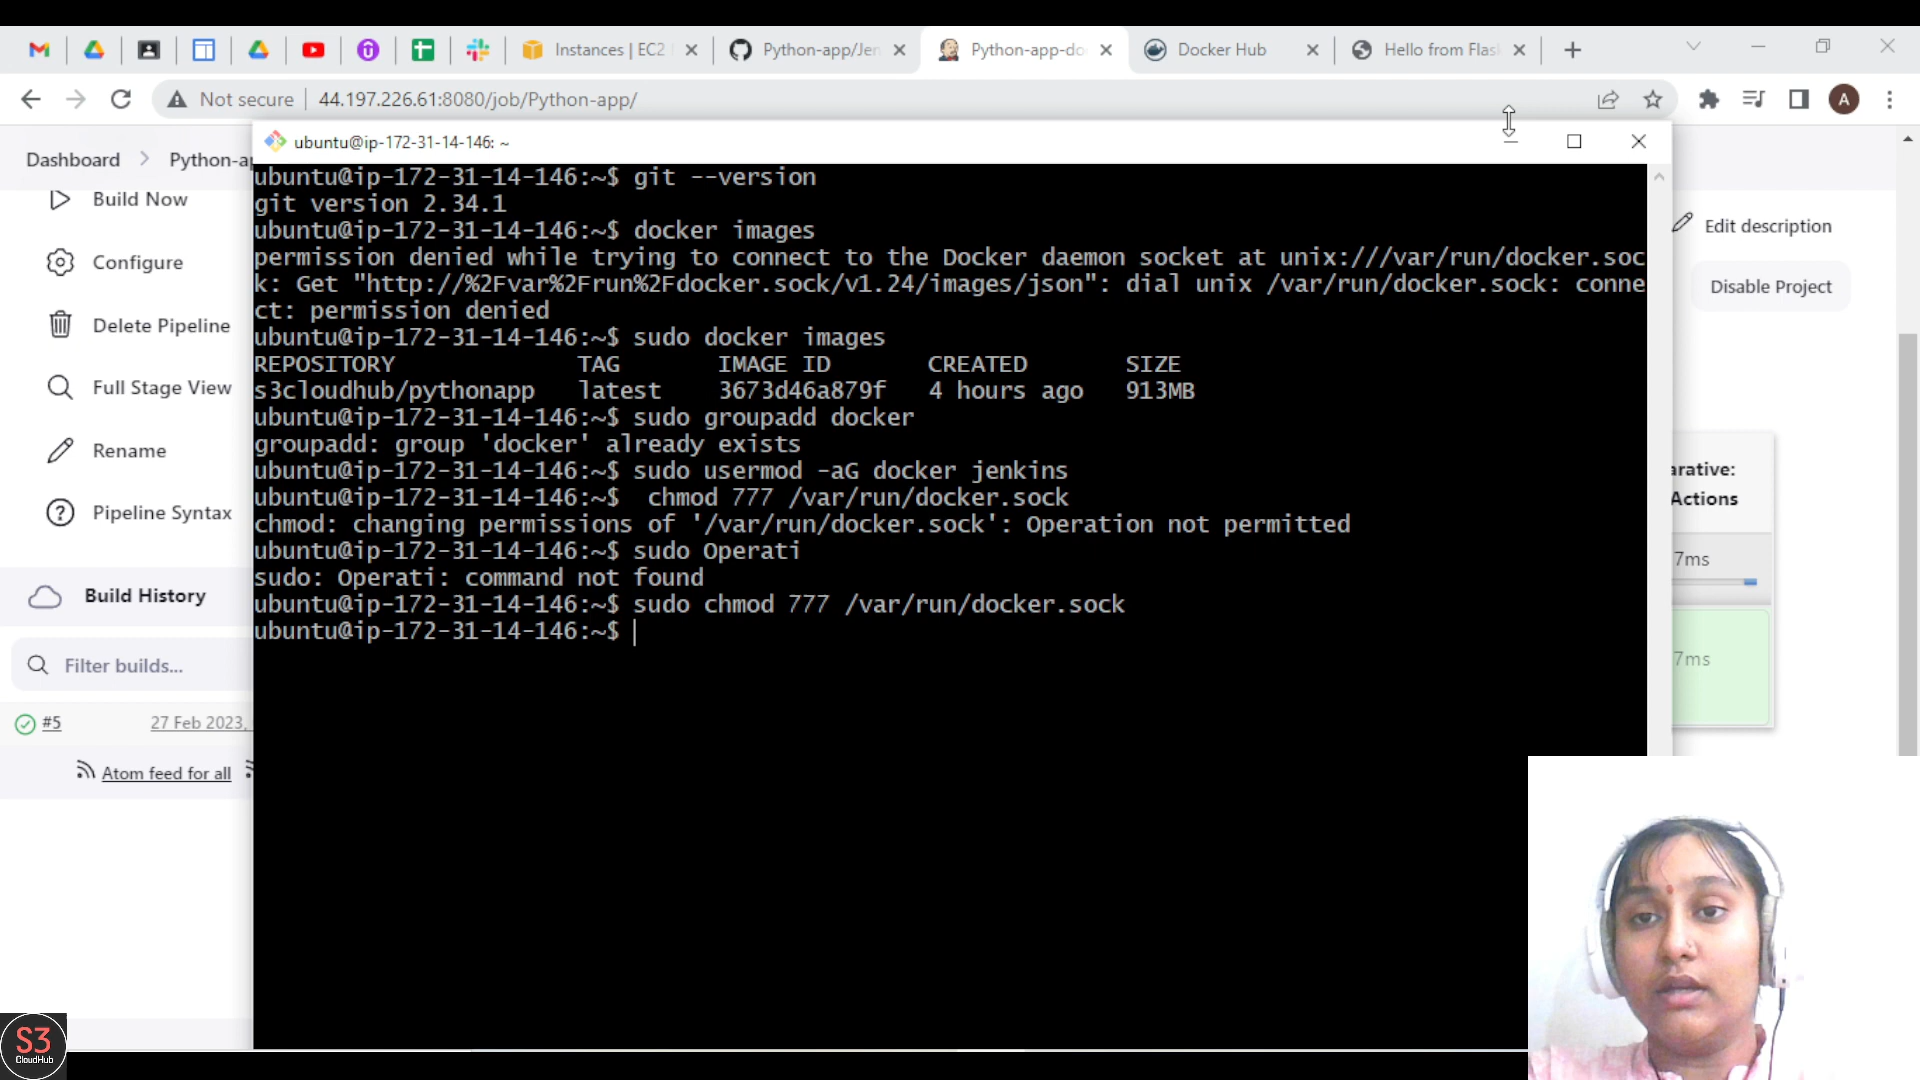 Instances | EC2
Python-app/Jen
Python-app-do
Docker Hub
Hello from Flas
Not secure
44.197.226.61:8080/job/Python-app/
A
ubuntu@ip-172-31-14-146: ~
Dashboard
Python-a
Build Now
Configure
Delete Pipeline
Full Stage View
Rename
Pipeline Syntax
Build History
Filter builds...
#5
27 Feb 2023,
Atom feed for all
ubuntu@ip-172-31-14-146:~$ git --version
git version 2.34.1
ubuntu@ip-172-31-14-146:~$ docker images
permission denied while trying to connect to the Docker daemon socket at unix:///var/run/docker.soc
k: Get "http://%2Fvar%2Frun%2Fdocker.sock/v1.24/images/json": dial unix /var/run/docker.sock: conne
ct: permission denied
ubuntu@ip-172-31-14-146:~$ sudo docker images
REPOSITORY TAG IMAGE ID CREATED SIZE
s3cloudhub/pythonapp latest 3673d46a879f 4 hours ago 913MB
ubuntu@ip-172-31-14-146:~$ sudo groupadd docker
groupadd: group 'docker' already exists
ubuntu@ip-172-31-14-146:~$ sudo usermod -aG docker jenkins
ubuntu@ip-172-31-14-146:~$  chmod 777 /var/run/docker.sock
chmod: changing permissions of '/var/run/docker.sock': Operation not permitted
ubuntu@ip-172-31-14-146:~$ sudo Operati
sudo: Operati: command not found
ubuntu@ip-172-31-14-146:~$ sudo chmod 777 /var/run/docker.sock
ubuntu@ip-172-31-14-146:~$
Edit description
Disable Project
arative:
Actions
7ms
7ms
S3
CloudHub